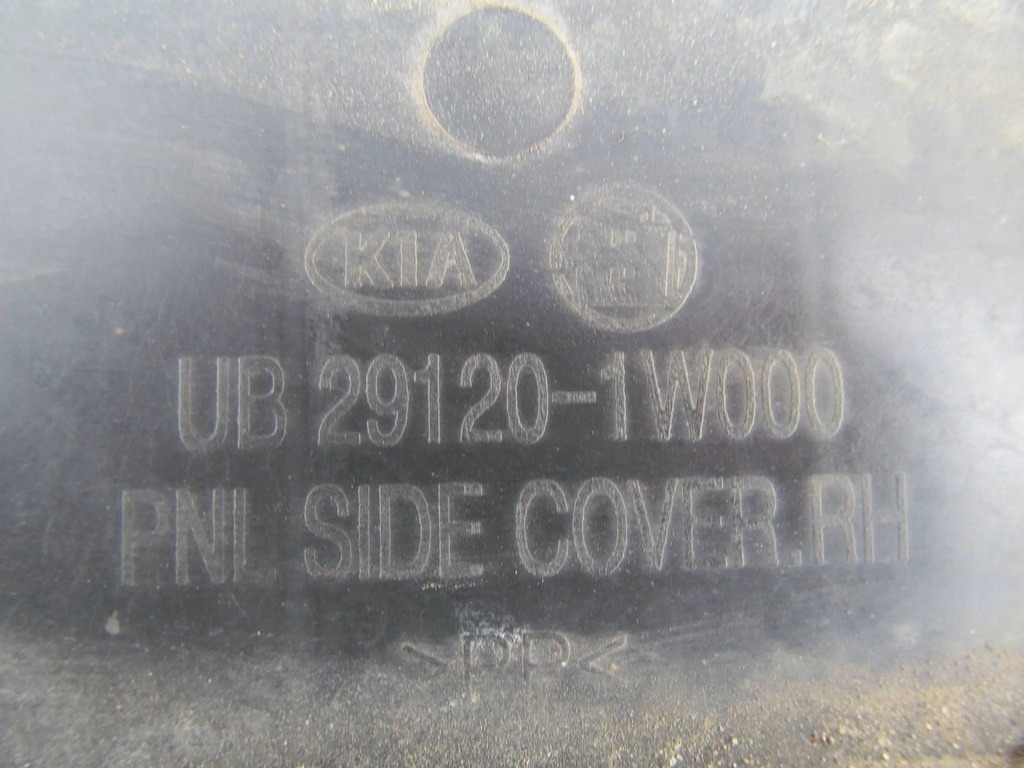 KIA
UB 29120-1W000
PNL SIDE COVER.RH
>PP<